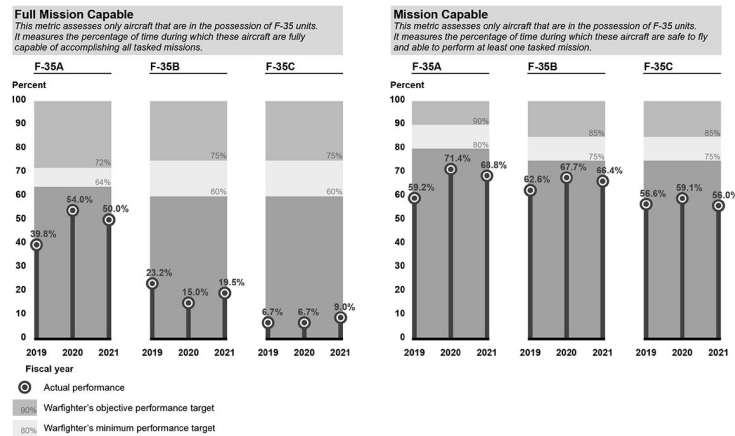 Full Mission Capable
This metric assesses only aircraft that are in the possession of F-35 units.
It measures the percentage of time during which these aircraft are fully
capable of accomplishing all tasked missions.
F-35A
F-35B
F-35C
Percent
100
90
80
70
60
50
40
30
20
10
0
72%
64%
39.8%
54.0%
50.0%
75%
60%
23.2%
15.0%
19.5%
75%
60%
6.7%
6.7%
9.0%
2019 2020 2021
2019 2020 2021
2019 2020 2021
Fiscal year
Mission Capable
This metric assesses only aircraft that are in the possession of F-35 units.
It measures the percentage of time during which these aircraft are safe to fly
and able to perform at least one tasked mission.
F-35A
F-35B
F-35C
Percent
100
90
80
70
60
50
40
30
20
10
0
90%
80%
59.2%
71.4%
68.8%
85%
75%
62.6%
67.7%
66.4%
85%
75%
56.6%
59.1%
56.0%
2019 2020 2021
2019 2020 2021
2019 2020 2021
Actual performance
90% Warfighter's objective performance target
80% Warfighter's minimum performance target